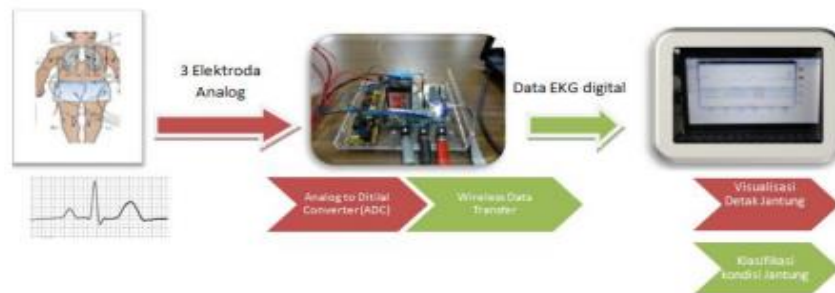 3 Elektroda
Analog
Data EKG digital
Analog to Ditilal
Converter (ADC)
Wireless Data
Transfer
Visualisasi
Detak Jantung
Klasifikasi
kondisi Jantung